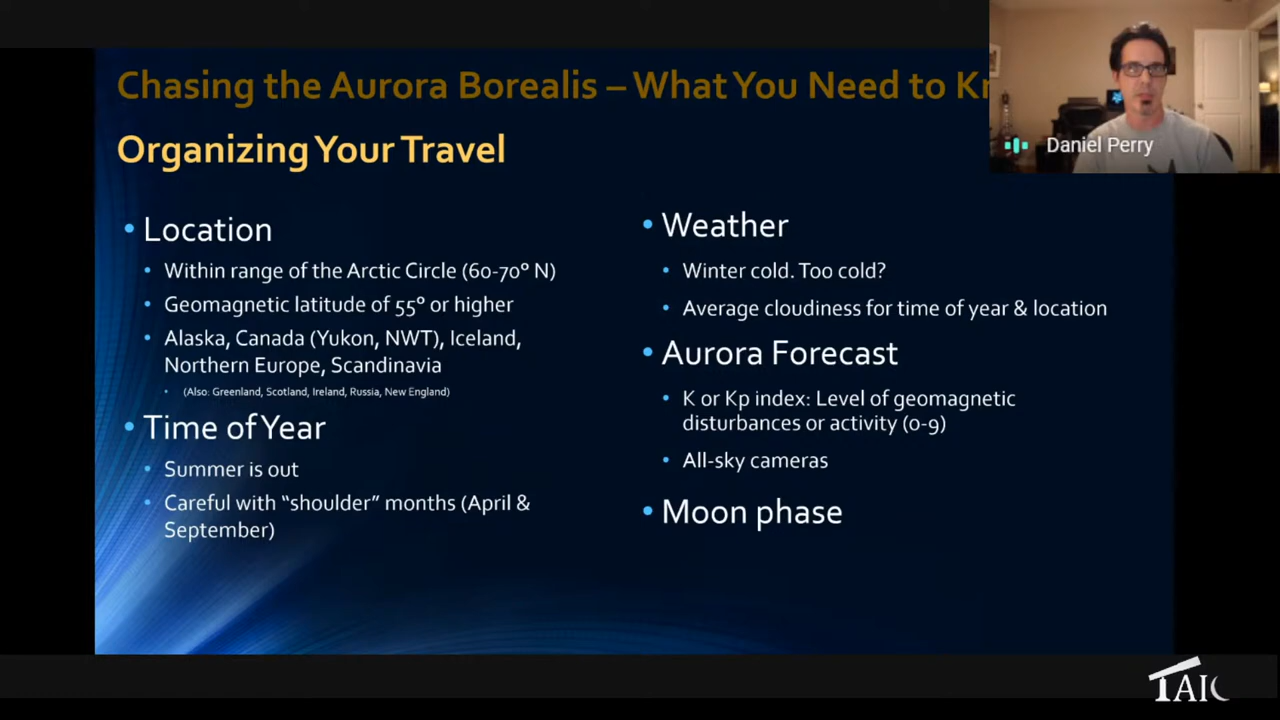 Chasing the Aurora Borealis – What You Need to
Organizing Your Travel
• Location
• Within range of the Arctic Circle (60-70° N)
• Geomagnetic latitude of 55° or higher
• Alaska, Canada (Yukon, NWT), Iceland,
Northern Europe, Scandinavia
• (Also: Greenland, Scotland, Ireland, Russia, New England)
• Time of Year
• Summer is out
• Careful with “shoulder” months (April &
September)
• Weather
• Winter cold. Too cold?
• Average cloudiness for time of year & location
• Aurora Forecast
• K or Kp index: Level of geomagnetic
disturbances or activity (0-9)
• All-sky cameras
• Moon phase
Daniel Perry
TAIC